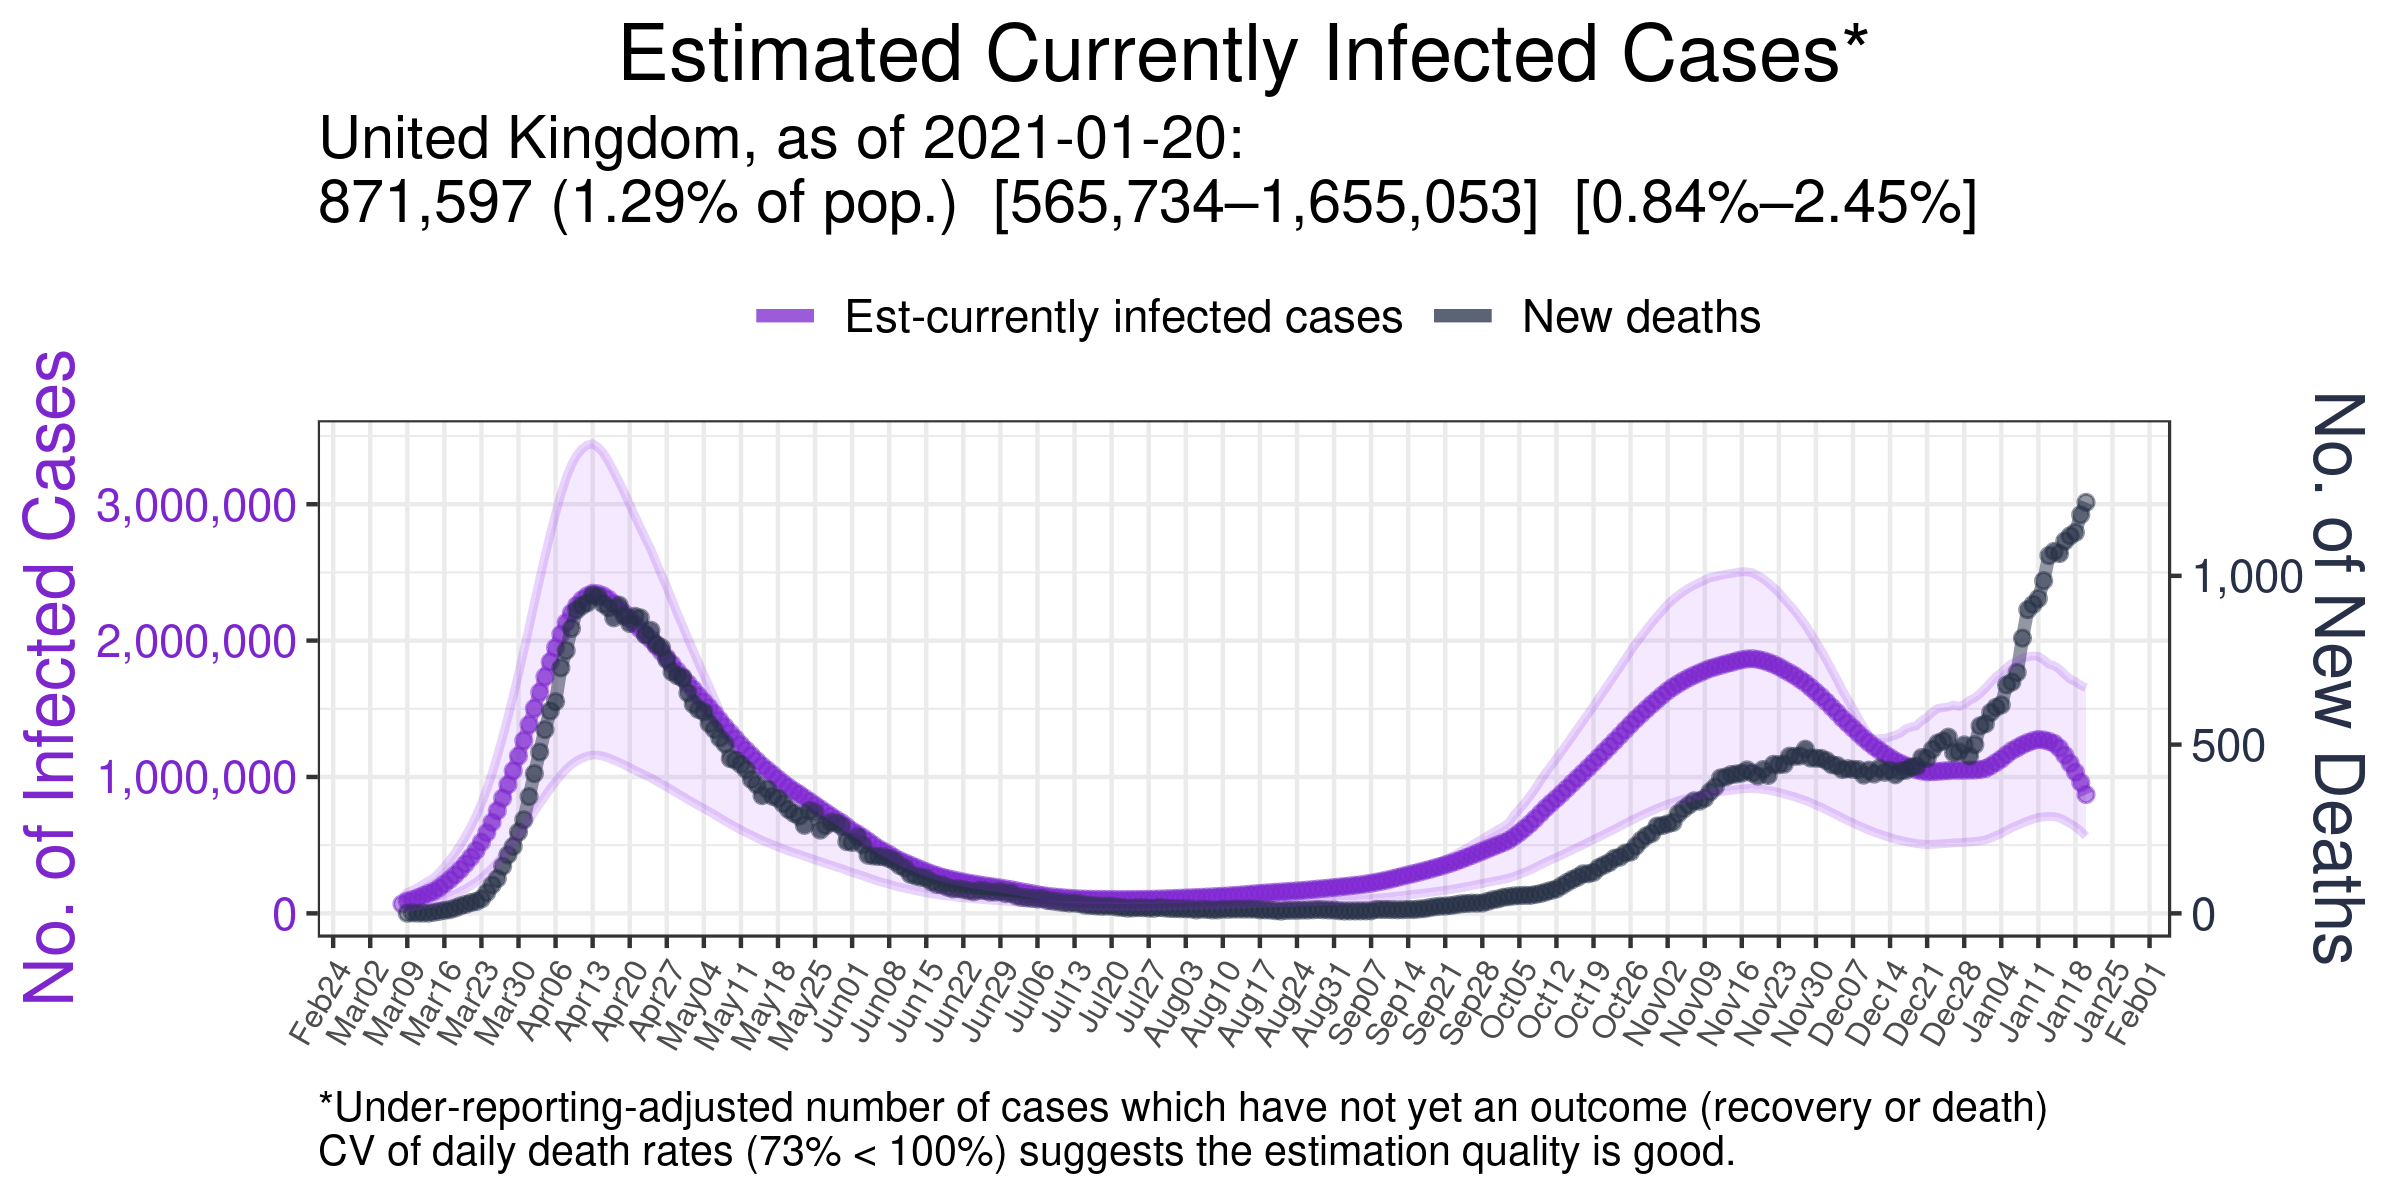 Estimated Currently Infected Cases*
United Kingdom, as of 2021-01-20:
871,597 (1.29% of pop.)  [565,734–1,655,053]  [0.84%–2.45%]
Est-currently infected cases
New deaths
No. of Infected Cases
3,000,000
2,000,000
1,000,000
0
No. of New Deaths
1,000
500
0
Feb24
Mar02
Mar09
Mar16
Mar23
Mar30
Apr06
Apr13
Apr20
Apr27
May04
May11
May18
May25
Jun01
Jun08
Jun15
Jun22
Jun29
Jul06
Jul13
Jul20
Jul27
Aug03
Aug10
Aug17
Aug24
Aug31
Sep07
Sep14
Sep21
Sep28
Oct05
Oct12
Oct19
Oct26
Nov02
Nov09
Nov16
Nov23
Nov30
Dec07
Dec14
Dec21
Dec28
Jan04
Jan11
Jan18
Jan25
Feb01
*Under-reporting-adjusted number of cases which have not yet an outcome (recovery or death)
CV of daily death rates (73% < 100%) suggests the estimation quality is good.